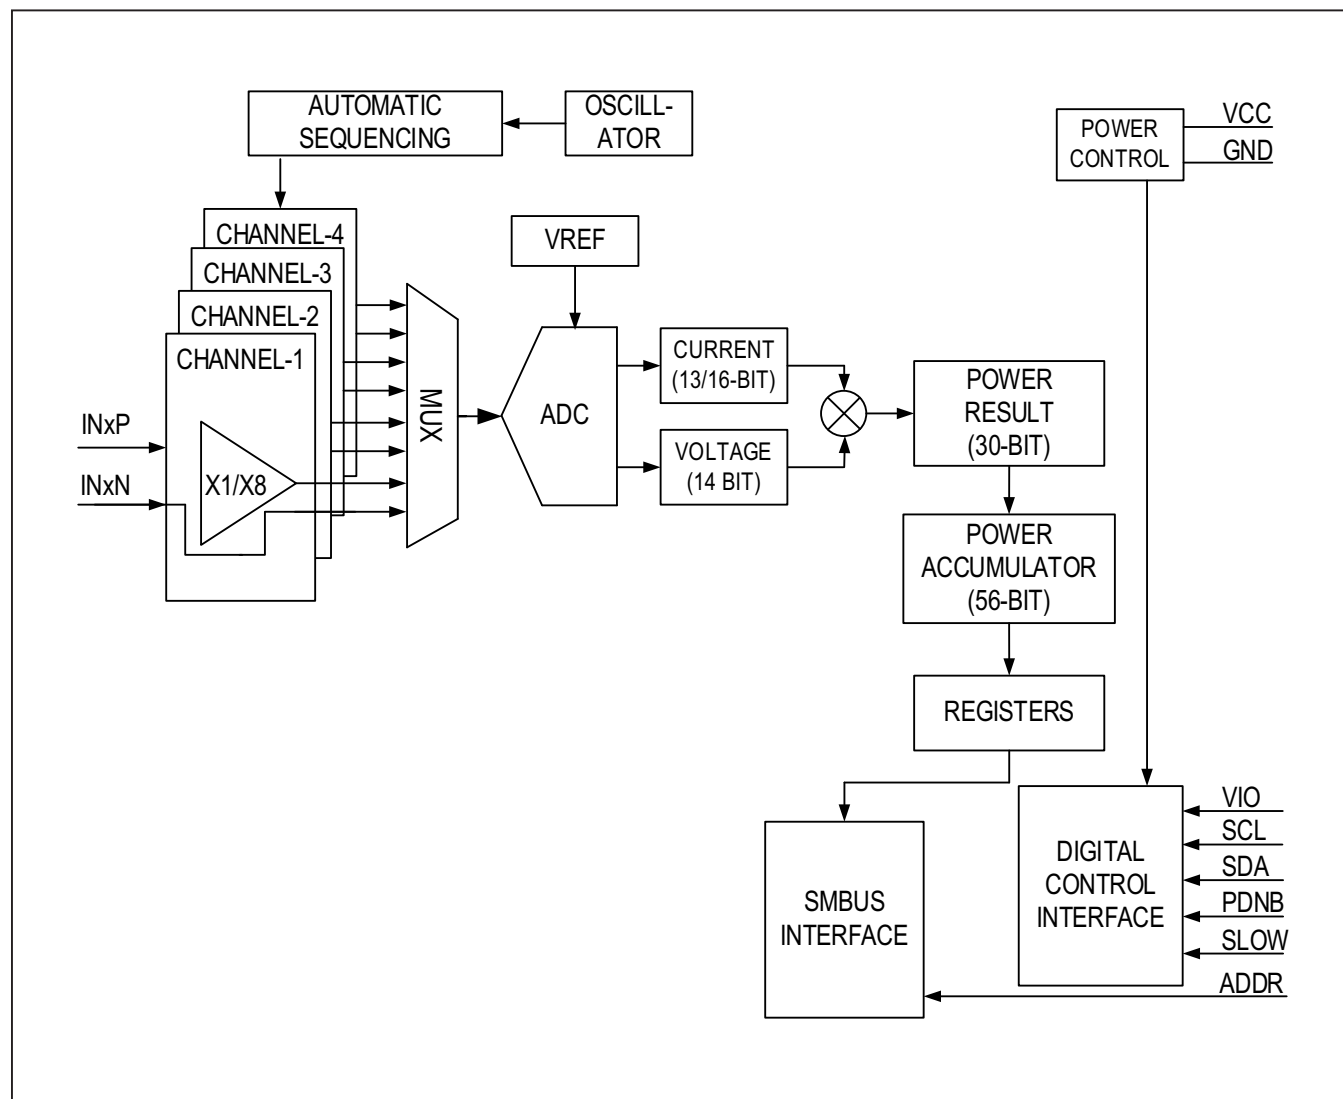 AUTOMATIC
SEQUENCING
OSCILL-
ATOR
POWER
CONTROL
VCC
GND
CHANNEL-4
CHANNEL-3
CHANNEL-2
CHANNEL-1
VREF
INxP
INxN
X1/X8
MUX
ADC
CURRENT
(13/16-BIT)
VOLTAGE
(14 BIT)
POWER
RESULT
(30-BIT)
POWER
ACCUMULATOR
(56-BIT)
REGISTERS
SMBUS
INTERFACE
DIGITAL
CONTROL
INTERFACE
VIO
SCL
SDA
PDNB
SLOW
ADDR